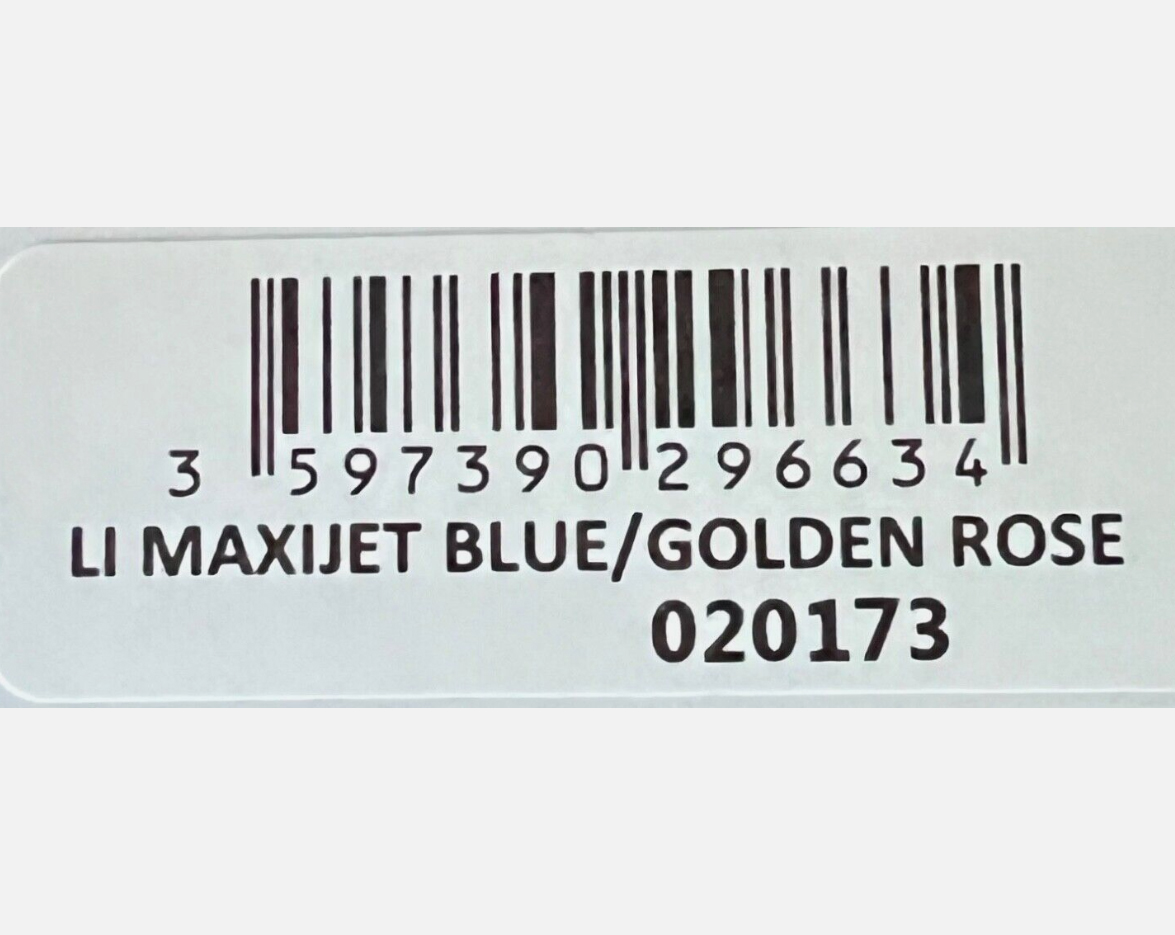 3 597390 296634
LI MAXIJET BLUE/GOLDEN ROSE
020173